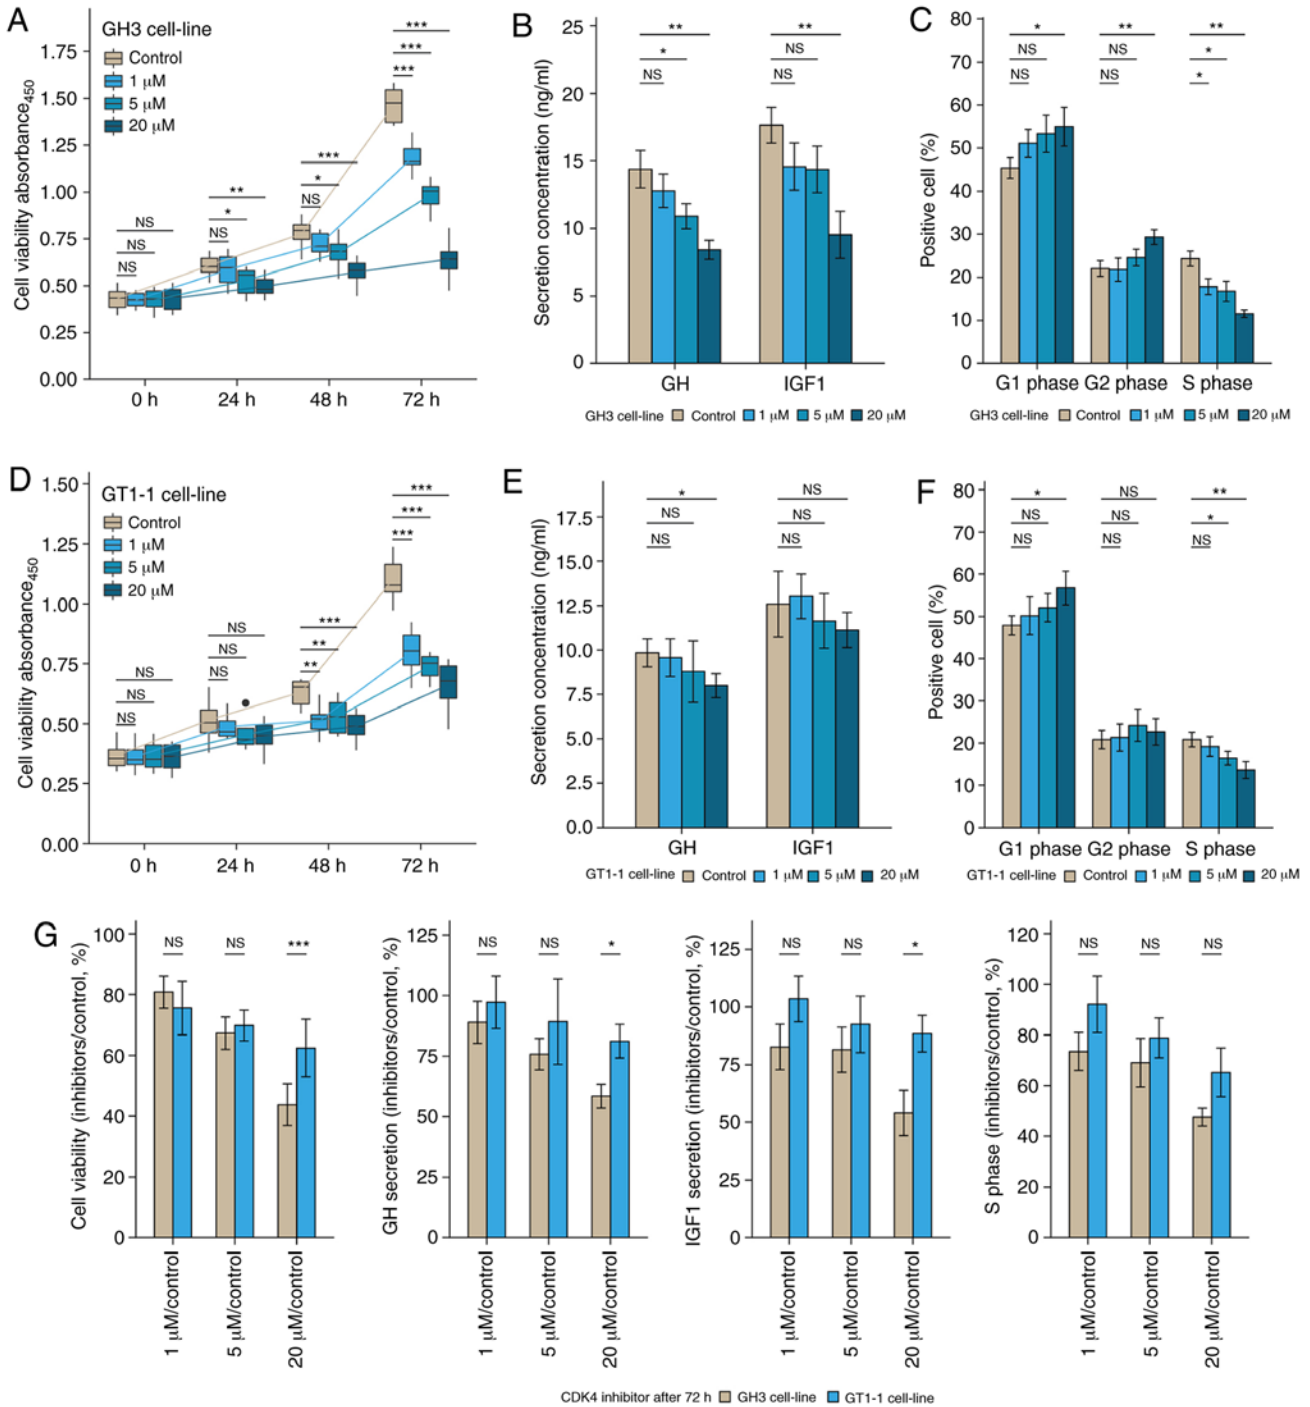 A
GH3 cell-line
Control
1 μM
5 μM
20 μM
Cell viability absorbance450
1.75
1.50
1.25
1.00
0.75
0.50
0.25
0.00
NS
NS
NS
NS
*
**
NS
*
***
***
***
***
0 h
24 h
48 h
72 h
B
Secretion concentration (ng/ml)
25
20
15
10
5
0
**
*
NS
**
NS
NS
GH
IGF1
GH3 cell-line Control 1 μM 5 μM 20 μM
C
Positive cell (%)
80
70
60
50
40
30
20
10
0
*
NS
NS
**
NS
NS
**
*
*
G1 phase G2 phase S phase
GH3 cell-line Control 1 μM 5 μM 20 μM
D
GT1-1 cell-line
Control
1 μM
5 μM
20 μM
Cell viability absorbance450
1.50
1.25
1.00
0.75
0.50
0.25
0.00
NS
NS
NS
NS
NS
NS
***
**
**
***
***
***
0 h
24 h
48 h
72 h
E
Secretion concentration (ng/ml)
17.5
15.0
12.5
10.0
7.5
5.0
2.5
0.0
*
NS
NS
NS
NS
NS
GH
IGF1
GT1-1 cell-line Control 1 μM 5 μM 20 μM
F
Positive cell (%)
80
70
60
50
40
30
20
10
0
*
NS
NS
NS
NS
NS
**
*
NS
G1 phase G2 phase S phase
GT1-1 cell-line Control 1 μM 5 μM 20 μM
G
Cell viability (inhibitors/control, %)
100
80
60
40
20
0
NS
NS
***
1 μM/control
5 μM/control
20 μM/control
GH secretion (inhibitors/control, %)
125
100
75
50
25
0
NS
NS
*
1 μM/control
5 μM/control
20 μM/control
IGF1 secretion (inhibitors/control, %)
125
100
75
50
25
0
NS
NS
*
1 μM/control
5 μM/control
20 μM/control
S phase (inhibitors/control, %)
120
100
80
60
40
20
0
NS
NS
NS
1 μM/control
5 μM/control
20 μM/control
CDK4 inhibitor after 72 h GH3 cell-line GT1-1 cell-line